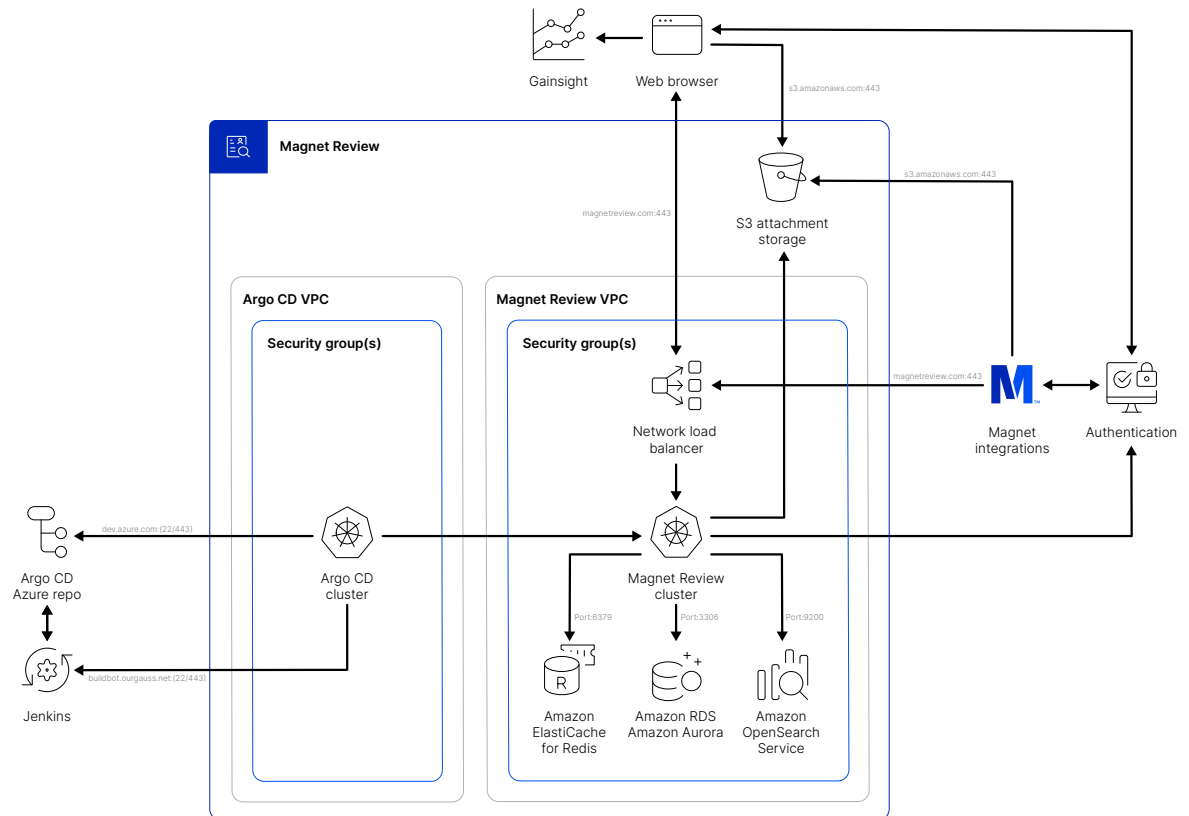 Gainsight
Web browser
s3.amazonaws.com:443
Magnet Review
s3.amazonaws.com:443
magnetreview.com:443
S3 attachment
storage
Argo CD VPC
Magnet Review VPC
Security group(s)
Security group(s)
magnetreview.com:443
M
TM
Network load
balancer
Magnet
integrations
Authentication
dev.azure.com:(22/443)
Argo CD
Azure repo
Argo CD
cluster
Magnet Review
cluster
Port:6379
Port:3306
Port:9200
buildbot.ourgauss.net:(22/443)
R
Jenkins
Amazon
ElastiCache
for Redis
Amazon RDS
Amazon Aurora
Amazon
OpenSearch
Service